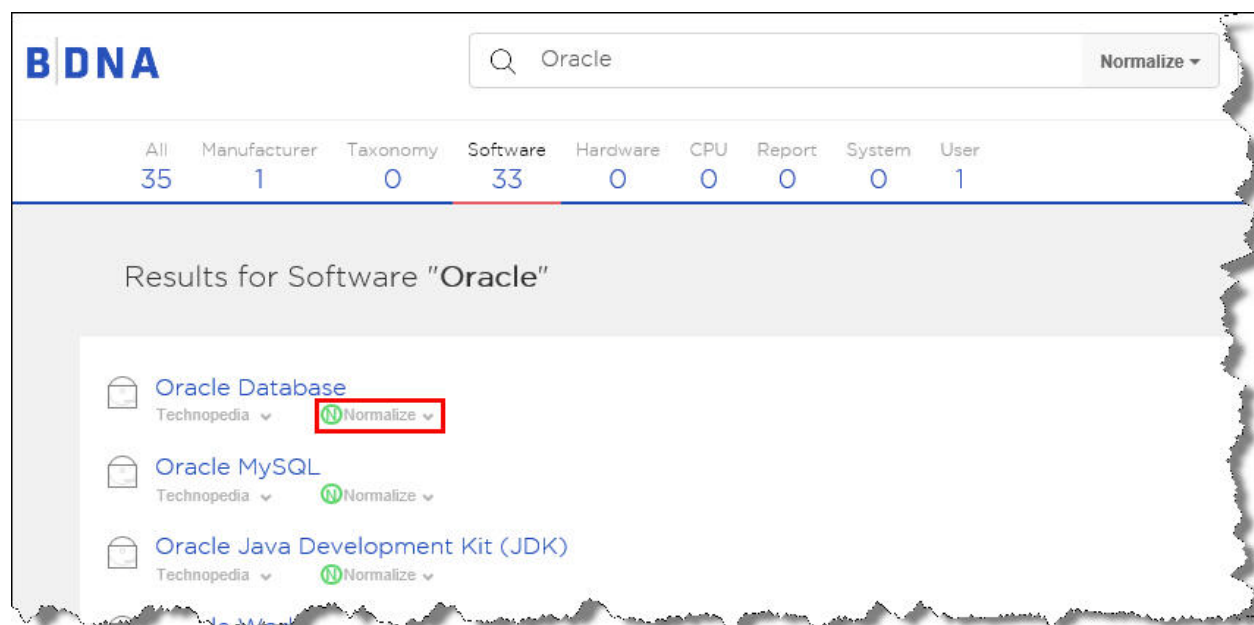 BDNA
Oracle
Normalize
All Manufacturer Taxonomy Software Hardware CPU Report System User
35 1 0 33 0 0 0 0 1
Results for Software "Oracle"
Oracle Database
Technopedia N Normalize
Oracle MySQL
Technopedia N Normalize
Oracle Java Development Kit (JDK)
Technopedia N Normalize